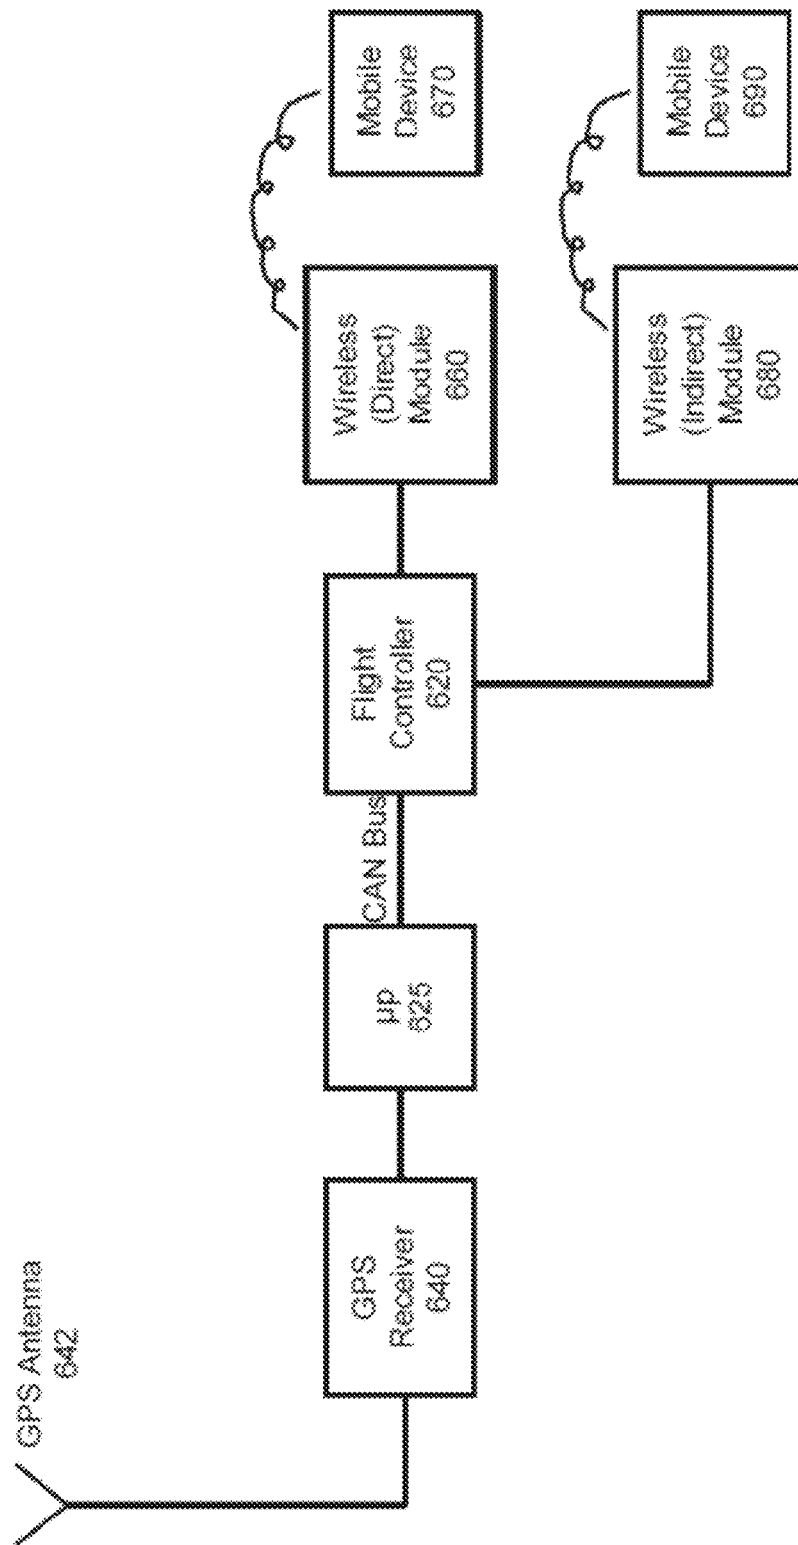 GPS Antenna
642
GPS
Receiver
640
µp
625
CAN Bus
Flight
Controller
620
Wireless
(Direct)
Module
660
Mobile
Device
670
Wireless
(Indirect)
Module
680
Mobile
Device
690